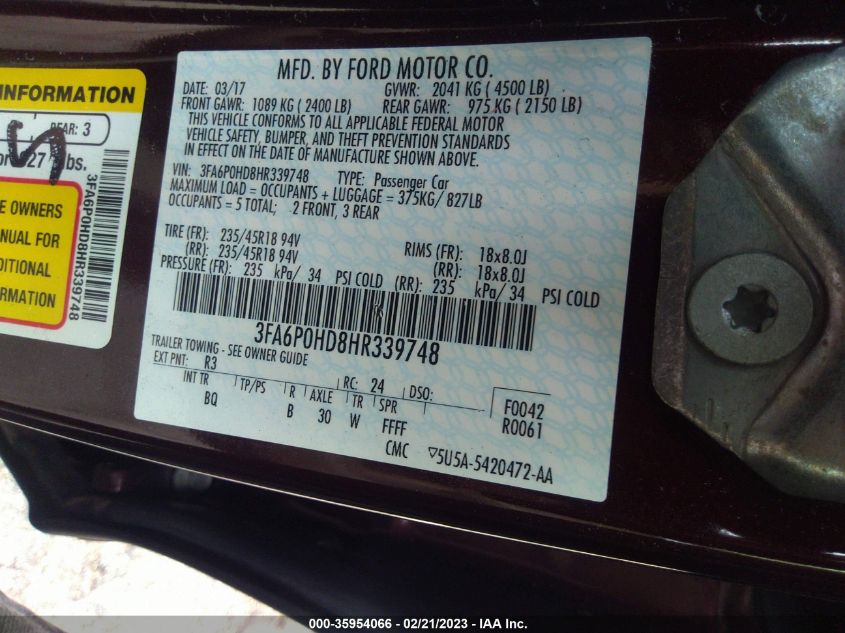 INFORMATION
REAR: 3
lbs.
OWNERS
MANUAL FOR
3FA6P0HD8HR339748
MFD. BY FORD MOTOR CO.
DATE: 03/17 GVWR: 2041 KG ( 4500 LB)
FRONT GAWR: 1089 KG ( 2400 LB) REAR GAWR: 975 KG ( 2150 LB)
THIS VEHICLE CONFORMS TO ALL APPLICABLE FEDERAL MOTOR
VEHICLE SAFETY, BUMPER, AND THEFT PREVENTION STANDARDS
IN EFFECT ON THE DATE OF MANUFACTURE SHOWN ABOVE.
VIN: 3FA6P0HD8HR339748 TYPE: Passenger Car
MAXIMUM LOAD = OCCUPANTS + LUGGAGE = 375KG/ 827LB
OCCUPANTS = 5 TOTAL; 2 FRONT, 3 REAR
TIRE (FR): 235/45R18 94V RIMS (FR): 18x8.0J
(RR): 235/45R18 94V (RR): 18x8.0J
PRESSURE (FR): 235 kPa/ 34 PSI COLD (RR): 235 kPa/ 34 PSI COLD
3FA6P0HD8HR339748
TRAILER TOWING - SEE OWNER GUIDE
EXT PNT: R3 RC: 24 DSO: F0042
INT TR TP/PS R AXLE TR SPR R0061
BQ B 30 W FFFF
CMC ▽5U5A-5420472-AA
000-35954066 - 02/21/2023 - IAA Inc.